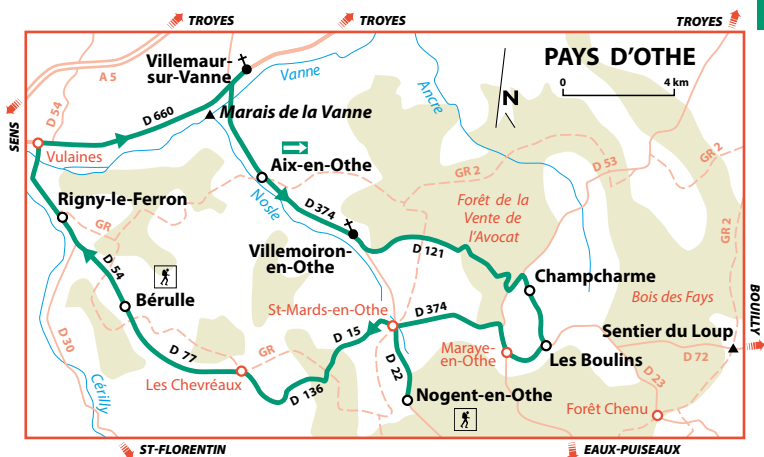 TROYES
TROYES
TROYES
PAYS D'OTHE
0 4 km
N
Villemaur-
sur-Vanne
Vanne
Ancre
A 5
D 54
D 660
Marais de la Vanne
SENS
Vulaines
Aix-en-Othe
D 53
GR 2
GR 2
GR 2
Rigny-le-Ferron
GR
Nosle
D 374
Forêt de la
Vente de
l'Avocat
Villemoiron-
en-Othe
D 121
D 54
Champcharme
Bérulle
Bois des Fays
BOUILLY
St-Mards-en-Othe
D 374
Sentier du Loup
D 15
Maraye-
en-Othe
Les Boulins
D 72
D 30
D 77
GR
D 22
D 23
Les Chevréaux
D 136
Nogent-en-Othe
Cérilly
Forêt Chenu
ST-FLORENTIN
EAUX-PUISEAUX